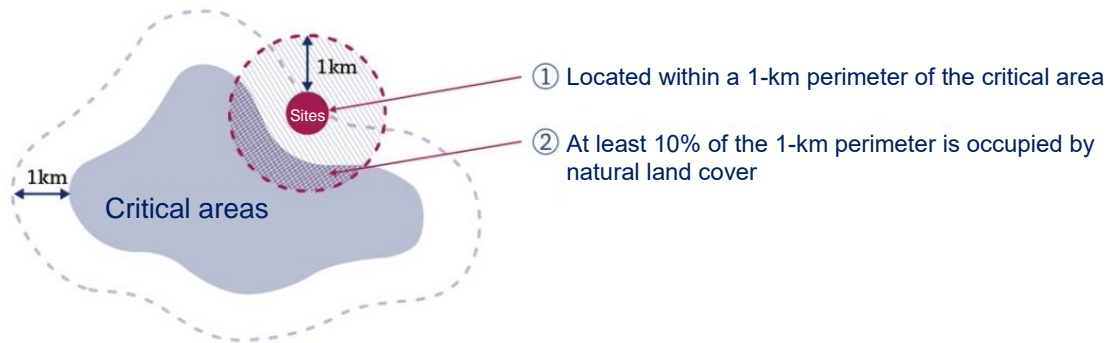 1km
Sites
① Located within a 1-km perimeter of the critical area
② At least 10% of the 1-km perimeter is occupied by
natural land cover
1km
Critical areas